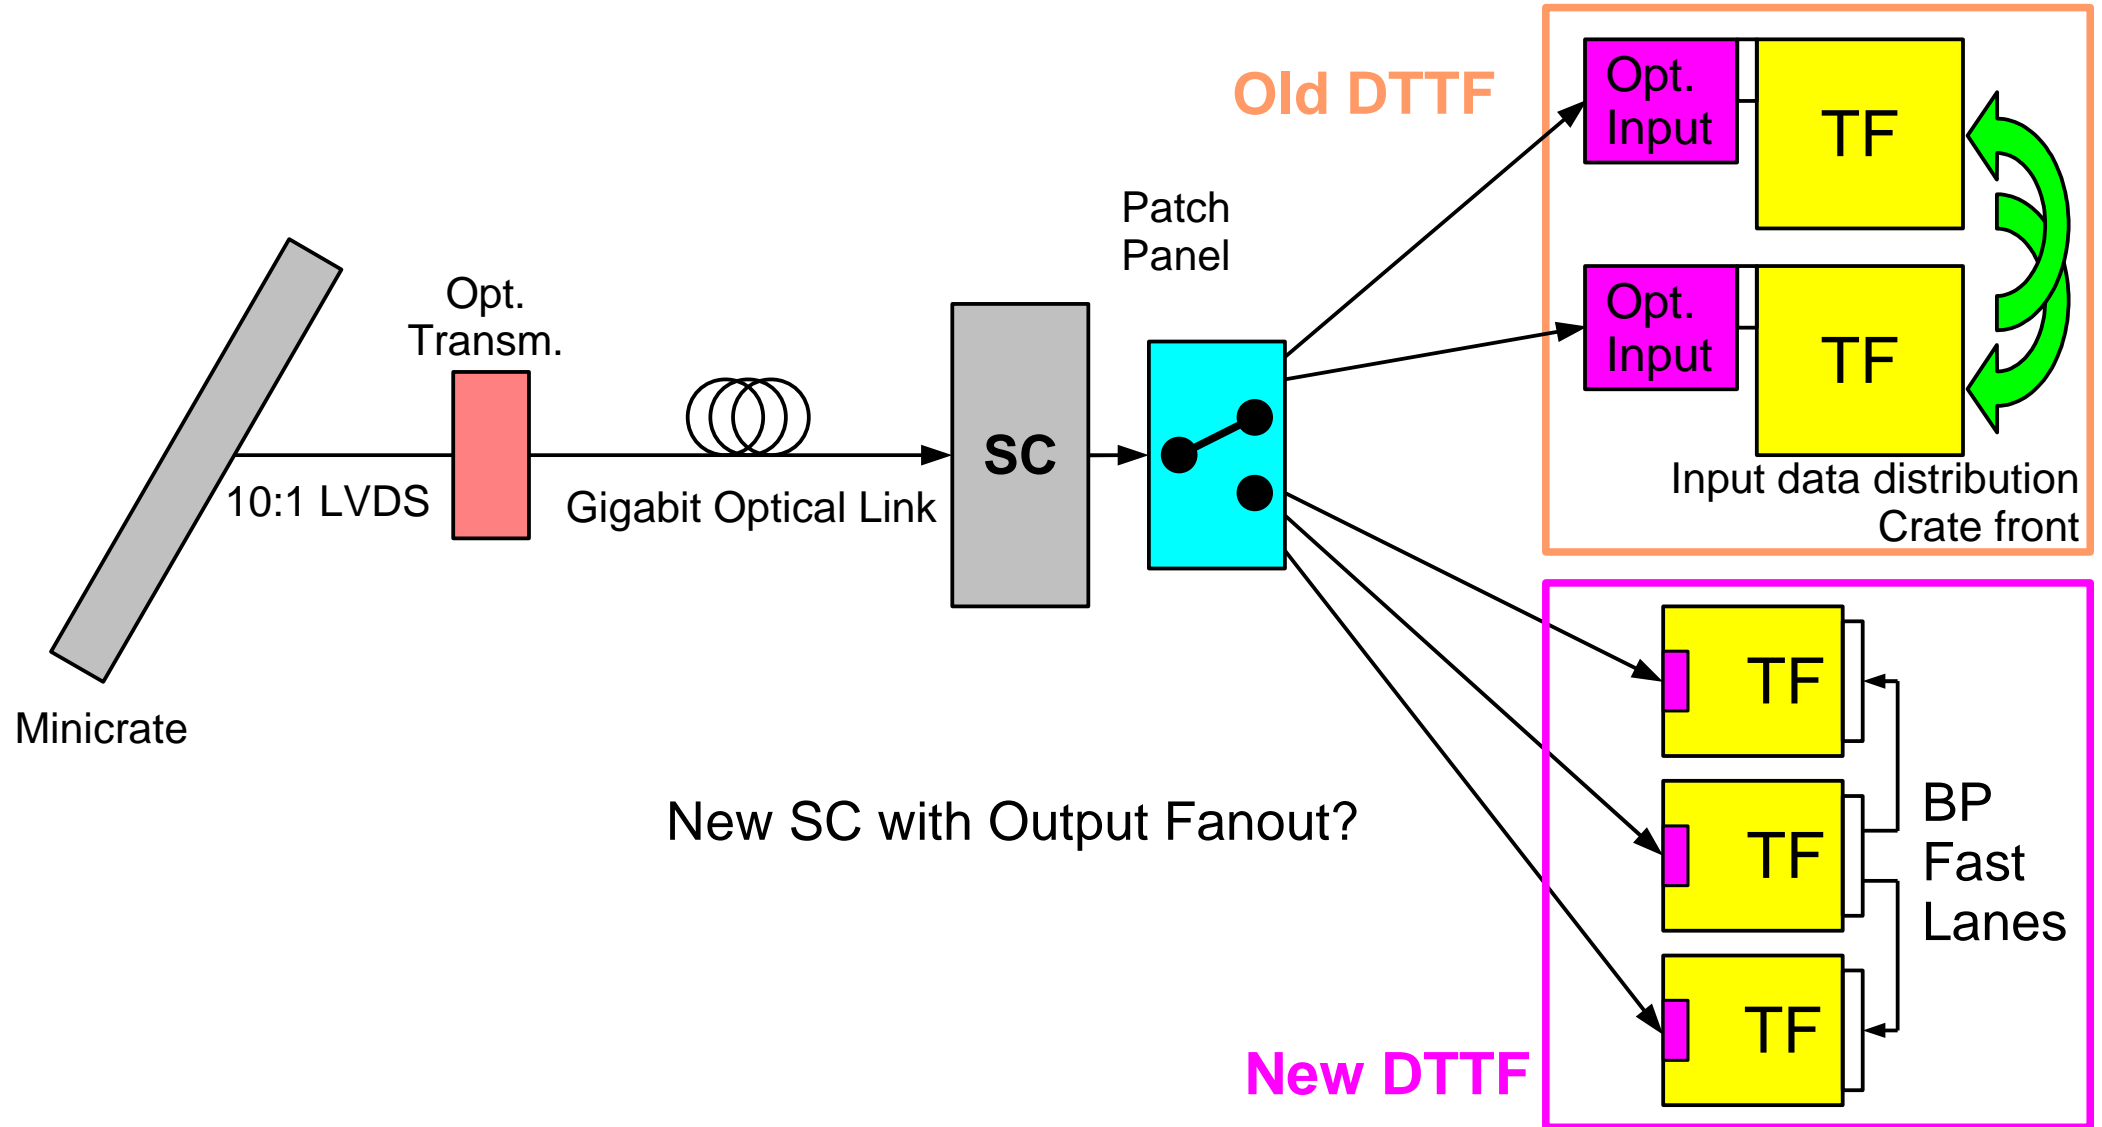 Old DTTF
Opt.
Input
TF
Patch
Panel
Opt.
Transm.
Opt.
Input
TF
SC
10:1 LVDS
Gigabit Optical Link
Input data distribution
Crate front
Minicrate
New SC with Output Fanout?
TF
TF
TF
BP
Fast
Lanes
New DTTF